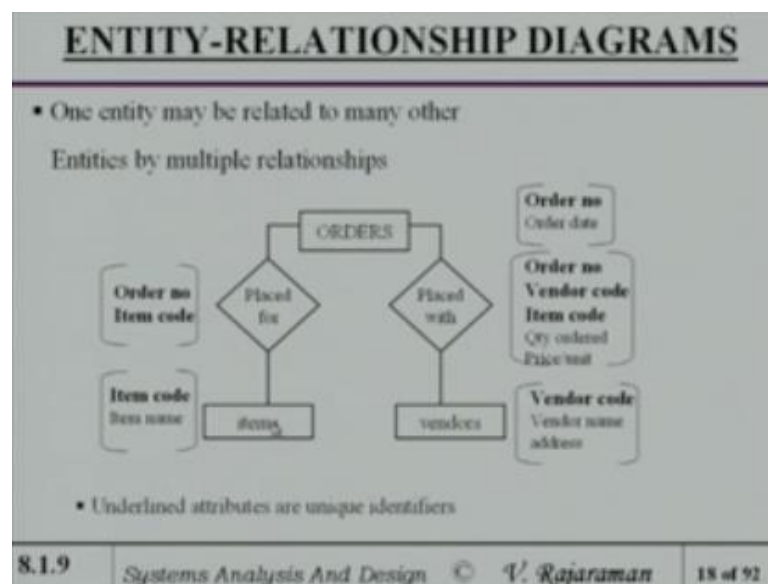 ENTITY-RELATIONSHIP DIAGRAMS
▪ One entity may be related to many other
Entities by multiple relationships
ORDERS
Order no
Order date
Placed
for
Placed
with
Order no
Item code
Order no
Vendor code
Item code
Qty ordered
Price/unit
Item code
Item name
items
vendors
Vendor code
Vendor name
address
▪ Underlined attributes are unique identifiers
8.1.9
Systems Analysis And Design © V. Rajaraman
18 of 92